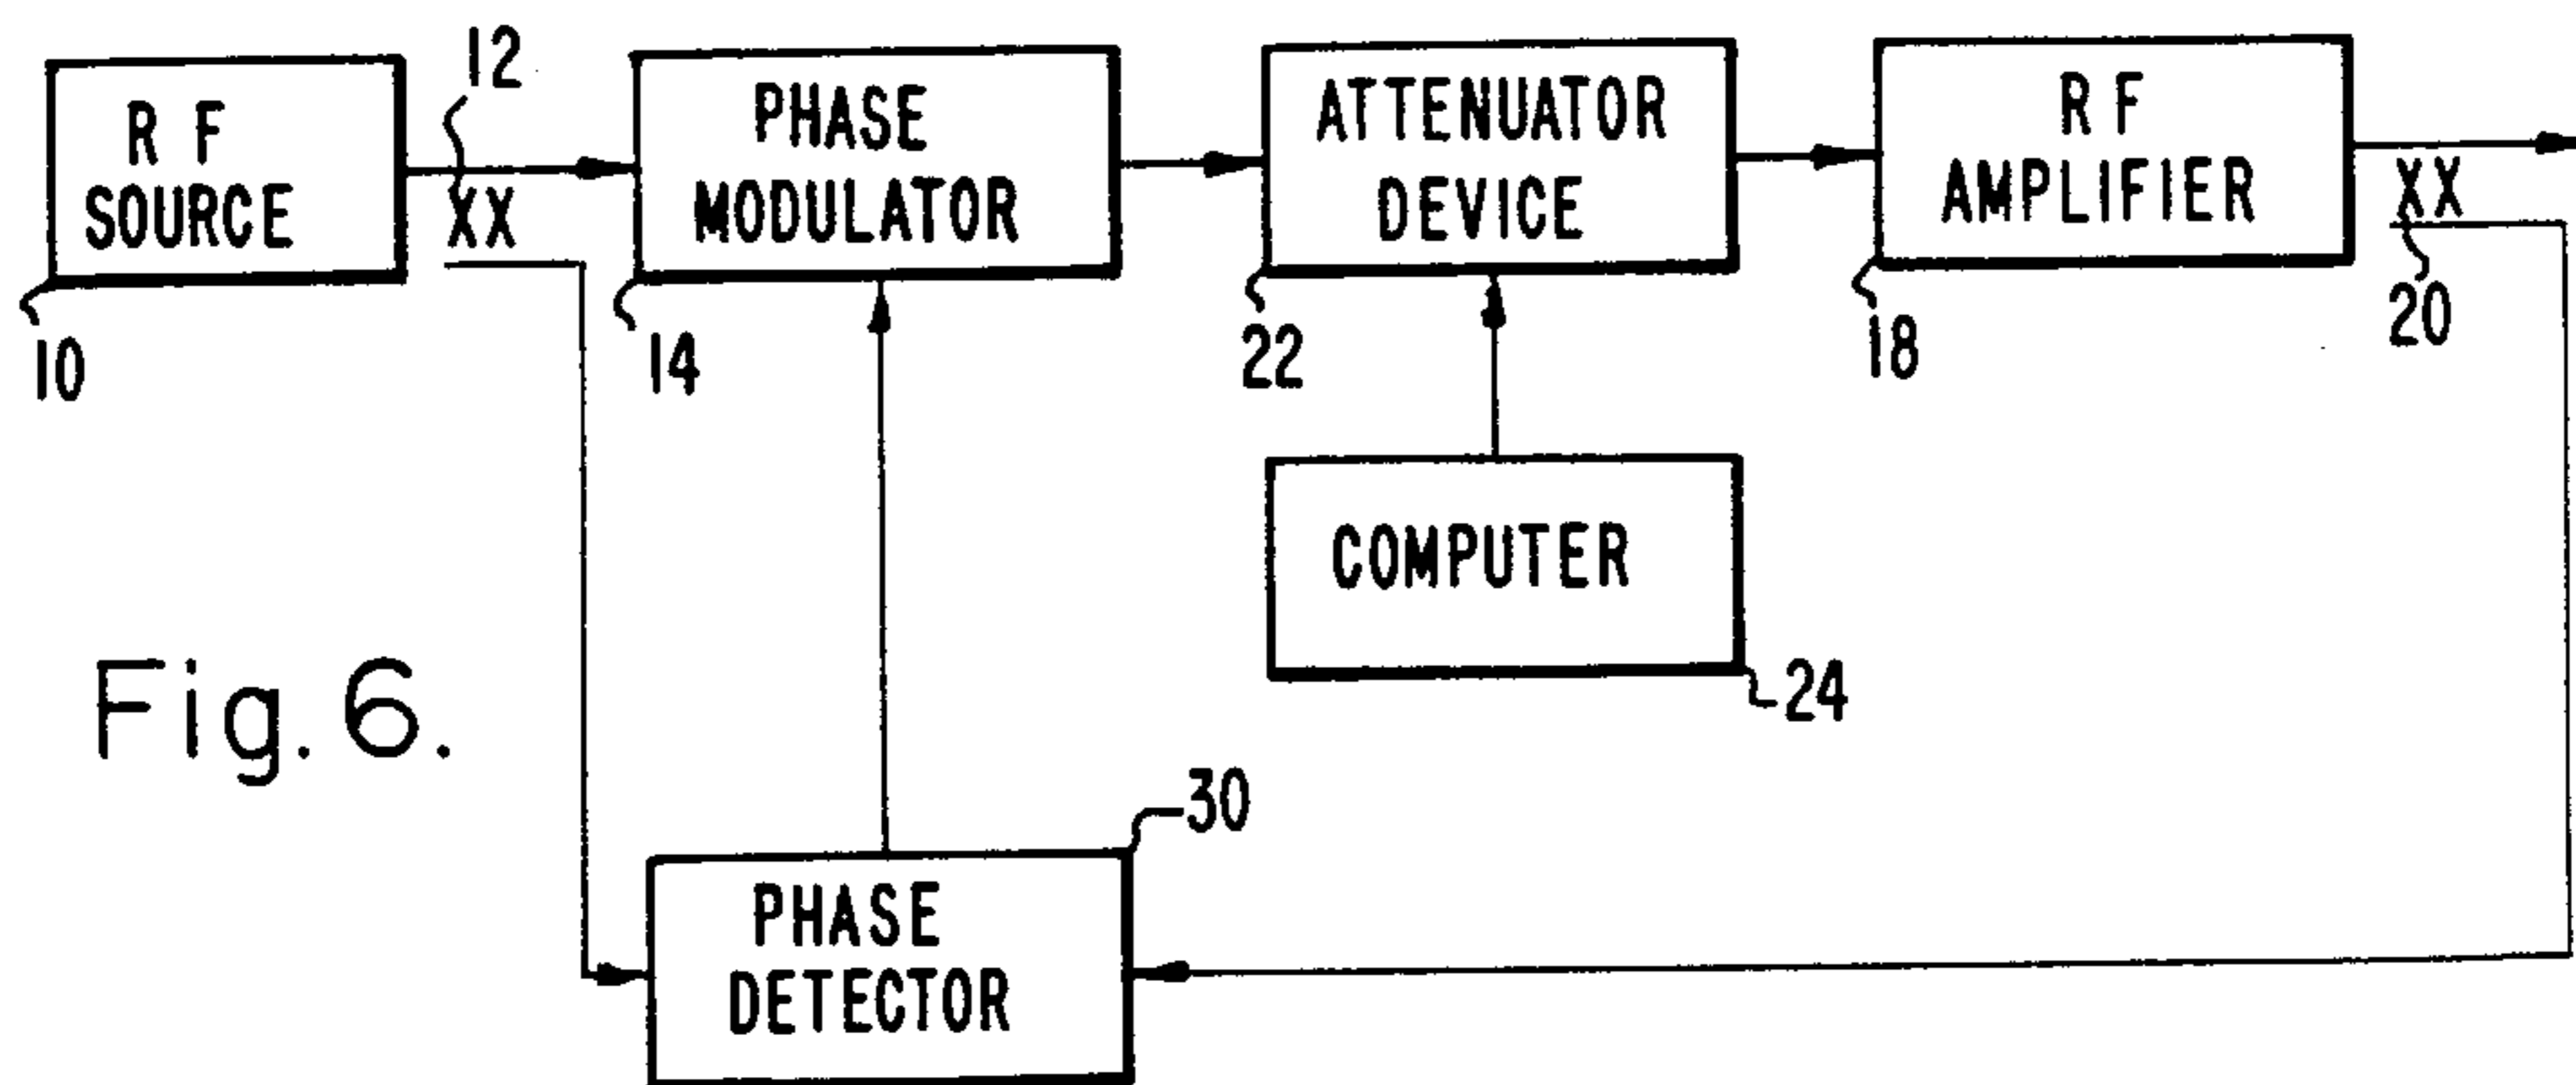 12
R F
SOURCE
XX
10
PHASE
MODULATOR
14
ATTENUATOR
DEVICE
22
R F
AMPLIFIER
18
XX
20
COMPUTER
24
Fig. 6.
30
PHASE
DETECTOR